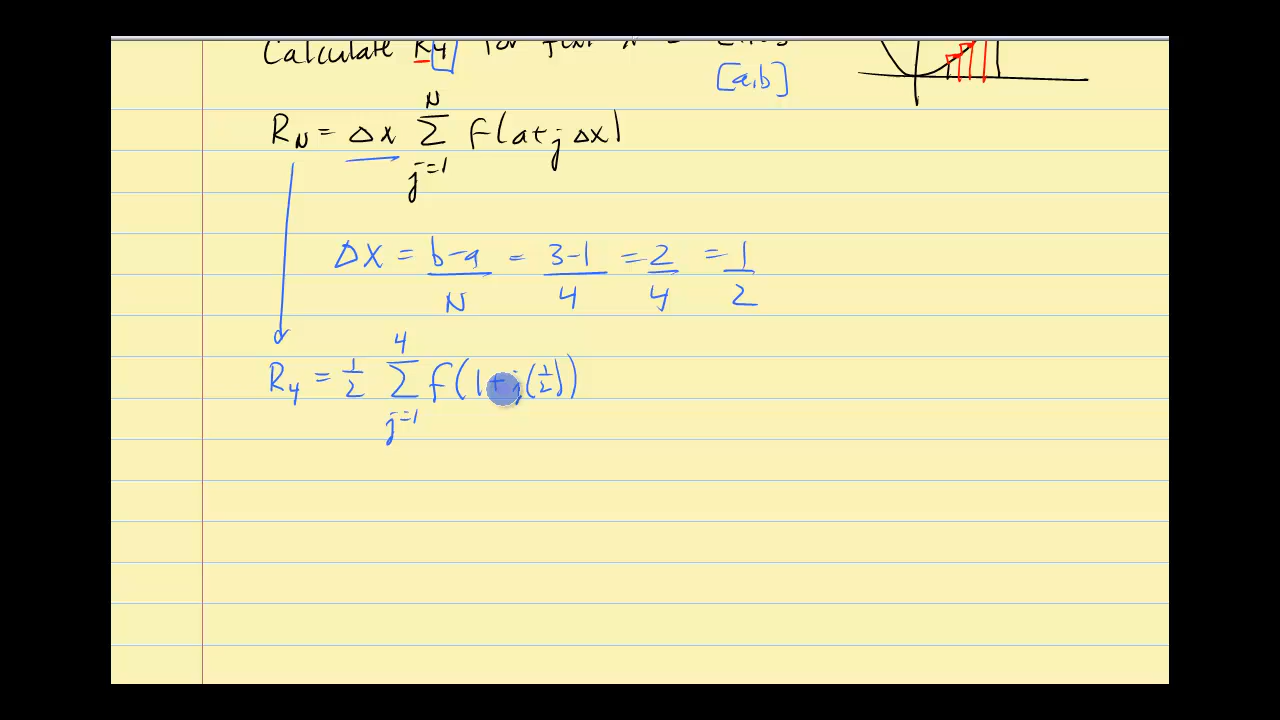 Calculate R4 for
[a,b]
R_N = Δx Σ_{j=1}^{N} f(a+jΔx)
Δx = (b-a)/N = (3-1)/4 = 2/4 = 1/2
R_4 = 1/2 Σ_{j=1}^{4} f(1+j(1/2))